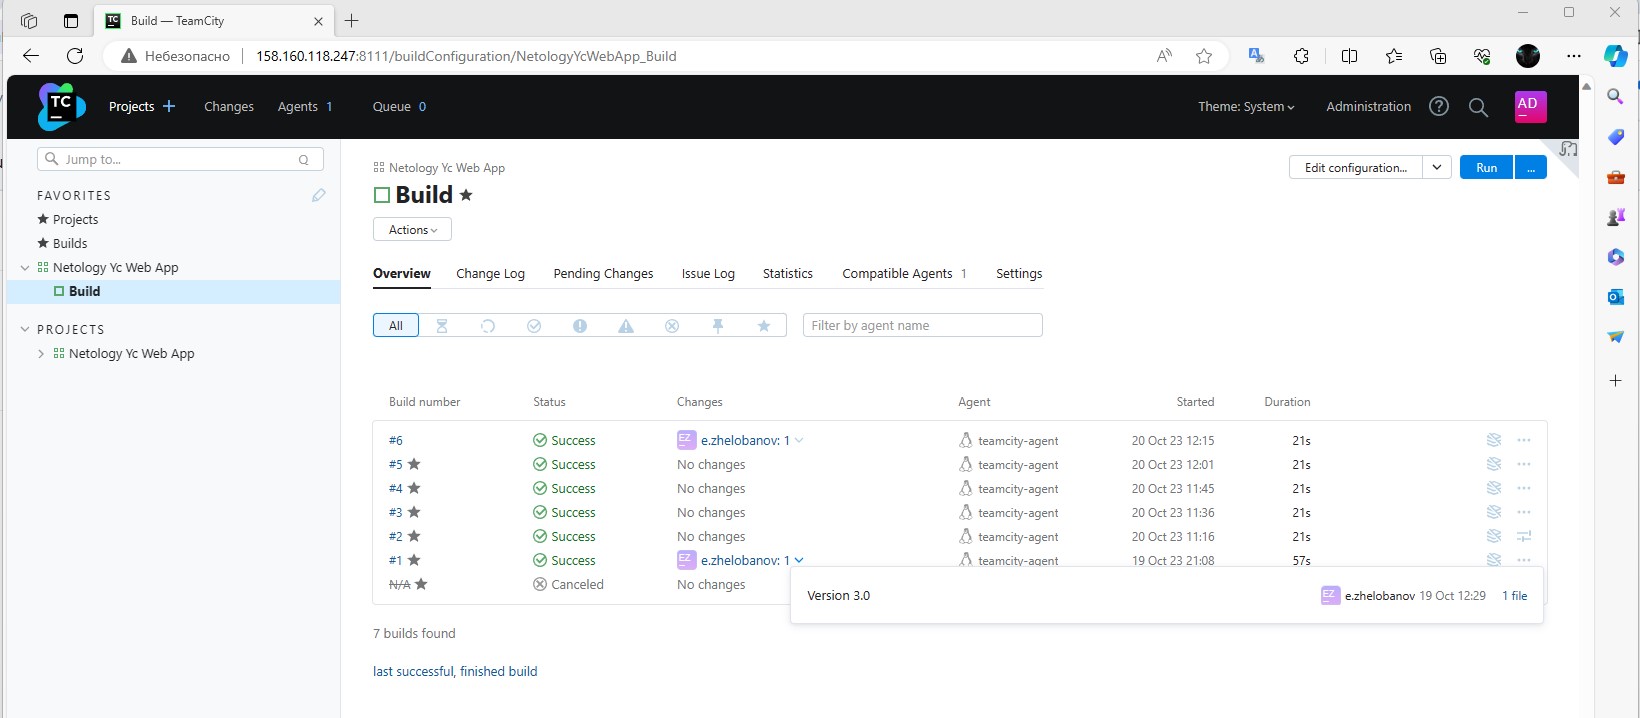 Build — TeamCity
Небезопасно 158.160.118.247:8111/buildConfiguration/NetologyYcWebApp_Build
TC Projects Changes Agents 1 Queue 0 Theme: System Administration AD
Jump to... Q
FAVORITES
Projects
Builds
Netology Yc Web App
Build
PROJECTS
Netology Yc Web App
Netology Yc Web App
Edit configuration... Run ...
Build
Actions
Overview Change Log Pending Changes Issue Log Statistics Compatible Agents 1 Settings
All Filter by agent name
Build number Status Changes Agent Started Duration
#6 Success EZ e.zhelobanov: 1 teamcity-agent 20 Oct 23 12:15 21s
#5 Success No changes teamcity-agent 20 Oct 23 12:01 21s
#4 Success No changes teamcity-agent 20 Oct 23 11:45 21s
#3 Success No changes teamcity-agent 20 Oct 23 11:36 21s
#2 Success No changes teamcity-agent 20 Oct 23 11:16 21s
#1 Success EZ e.zhelobanov: 1 teamcity-agent 19 Oct 23 21:08 57s
N/A Canceled No changes
Version 3.0 EZ e.zhelobanov 19 Oct 12:29 1 file
7 builds found
last successful, finished build